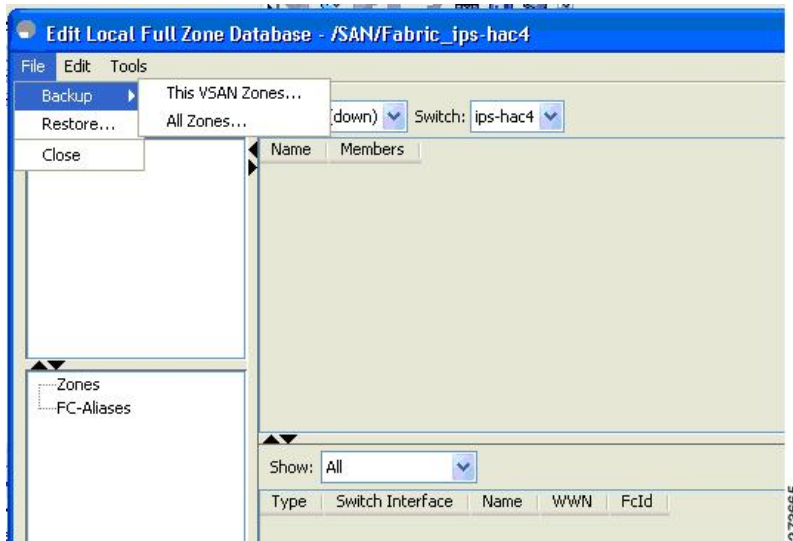 Edit Local Full Zone Database - /SAN/Fabric_ips-hac4
File Edit Tools
Backup This VSAN Zones...
Restore... All Zones... (down) Switch: ips-hac4
Close
Name Members
Zones
FC-Aliases
Show: All
Type Switch Interface Name WWN FcId